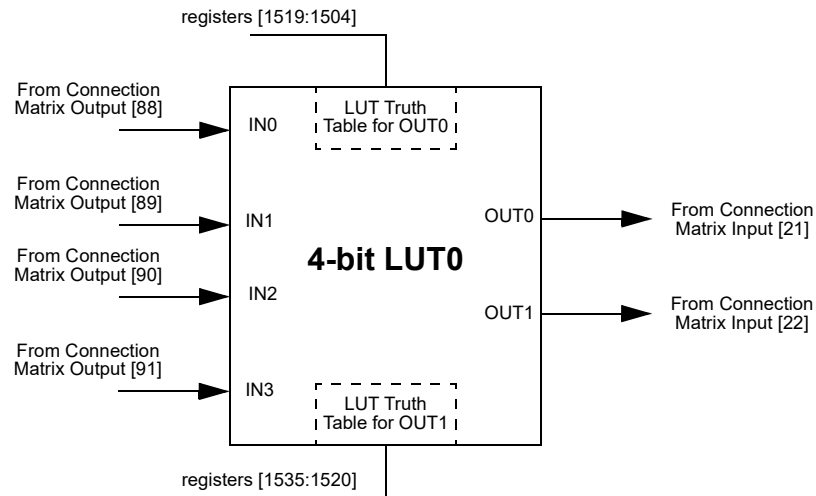 registers [1519:1504]
From Connection
Matrix Output [88]
IN0
LUT Truth
Table for OUT0
From Connection
Matrix Output [89]
IN1
OUT0
From Connection
Matrix Input [21]
From Connection
Matrix Output [90]
IN2
4-bit LUT0
OUT1
From Connection
Matrix Input [22]
From Connection
Matrix Output [91]
IN3
LUT Truth
Table for OUT1
registers [1535:1520]